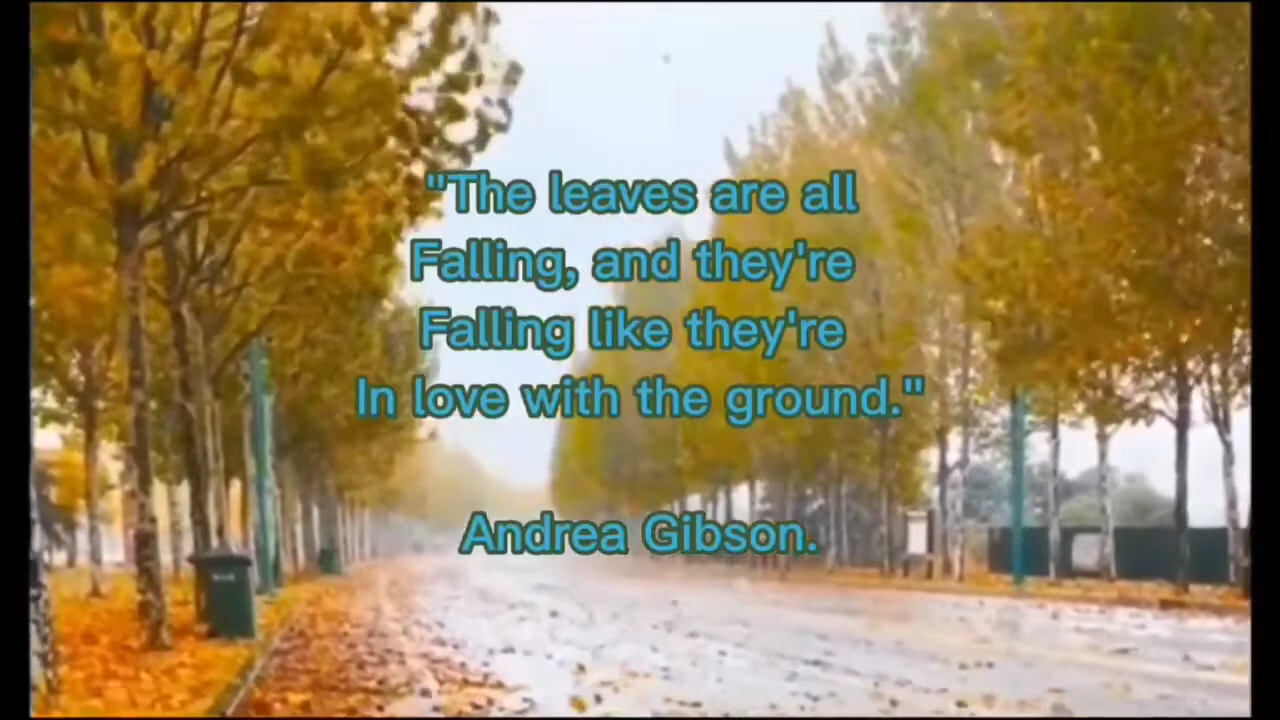 "The leaves are all
Falling, and they're
Falling like they're
In love with the ground."
Andrea Gibson.